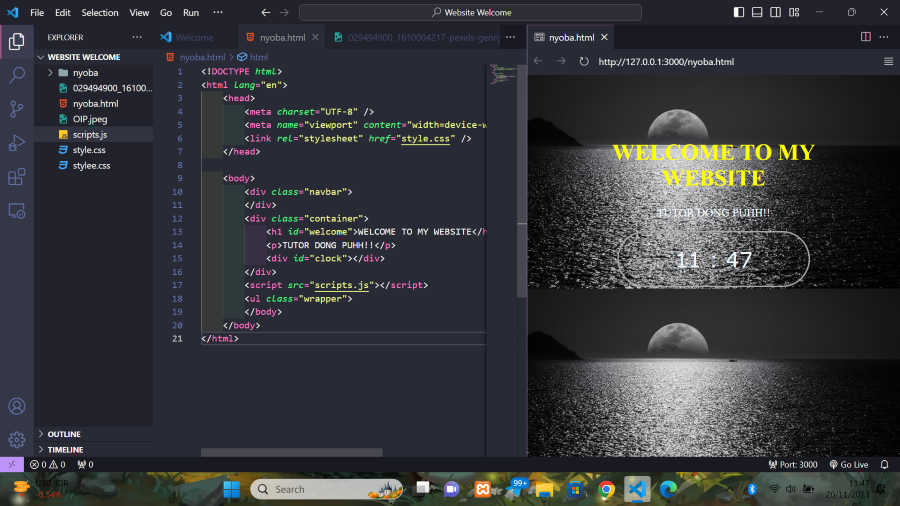 File Edit Selection View Go Run ··· Website Welcome
EXPLORER ···
WEBSITE WELCOME
nyoba
029494900_16100...
nyoba.html
OIP.jpeg
scripts.js
style.css
stylee.css
OUTLINE
TIMELINE
Welcome nyoba.html 029494900_1610004217-pexels-georg ···
nyoba.html > html
1 <!DOCTYPE html>
2 <html lang="en">
3 <head>
4 <meta charset="UTF-8" />
5 <meta name="viewport" content="width=device-w
6 <link rel="stylesheet" href="style.css" />
7 </head>
8
9 <body>
10 <div class="navbar">
11 </div>
12 <div class="container">
13 <h1 id="welcome">WELCOME TO MY WEBSITE</h
14 <p>TUTOR DONG PUHH!!</p>
15 <div id="clock"></div>
16 </div>
17 <script src="scripts.js"></script>
18 <ul class="wrapper">
19 </body>
20 </body>
21 </html>
nyoba.html ···
http://127.0.0.1:3000/nyoba.html
WELCOME TO MY
WEBSITE
TUTOR DONG PUHH!!
11 : 47
0 0 0 Port: 3000 Go Live
USD/IDR
-0.54%
Search
99+
11.47
20/11/2023